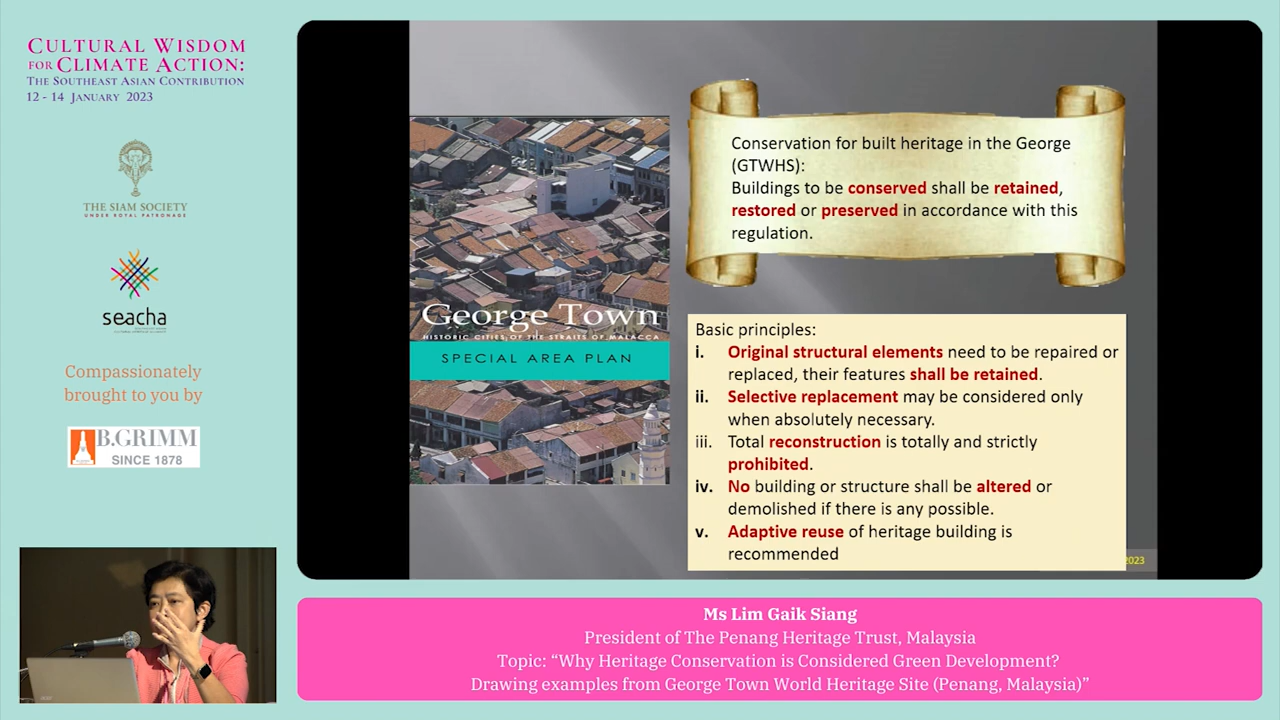 CULTURAL WISDOM
FOR CLIMATE ACTION:
THE SOUTHEAST ASIAN CONTRIBUTION
12 - 14 JANUARY 2023
THE SIAM SOCIETY
UNDER ROYAL PATRONAGE
seacha
Compassionately
brought to you by
B.GRIMM
SINCE 1878
George Town
HISTORIC CITIES OF THE STRAITS OF MALACCA
SPECIAL AREA PLAN
Conservation for built heritage in the George
(GTWHS):
Buildings to be conserved shall be retained,
restored or preserved in accordance with this
regulation.
Basic principles:
i. Original structural elements need to be repaired or
replaced, their features shall be retained.
ii. Selective replacement may be considered only
when absolutely necessary.
iii. Total reconstruction is totally and strictly
prohibited.
iv. No building or structure shall be altered or
demolished if there is any possible.
v. Adaptive reuse of heritage building is
recommended
2023
Ms Lim Gaik Siang
President of The Penang Heritage Trust, Malaysia
Topic: “Why Heritage Conservation is Considered Green Development?
Drawing examples from George Town World Heritage Site (Penang, Malaysia)”